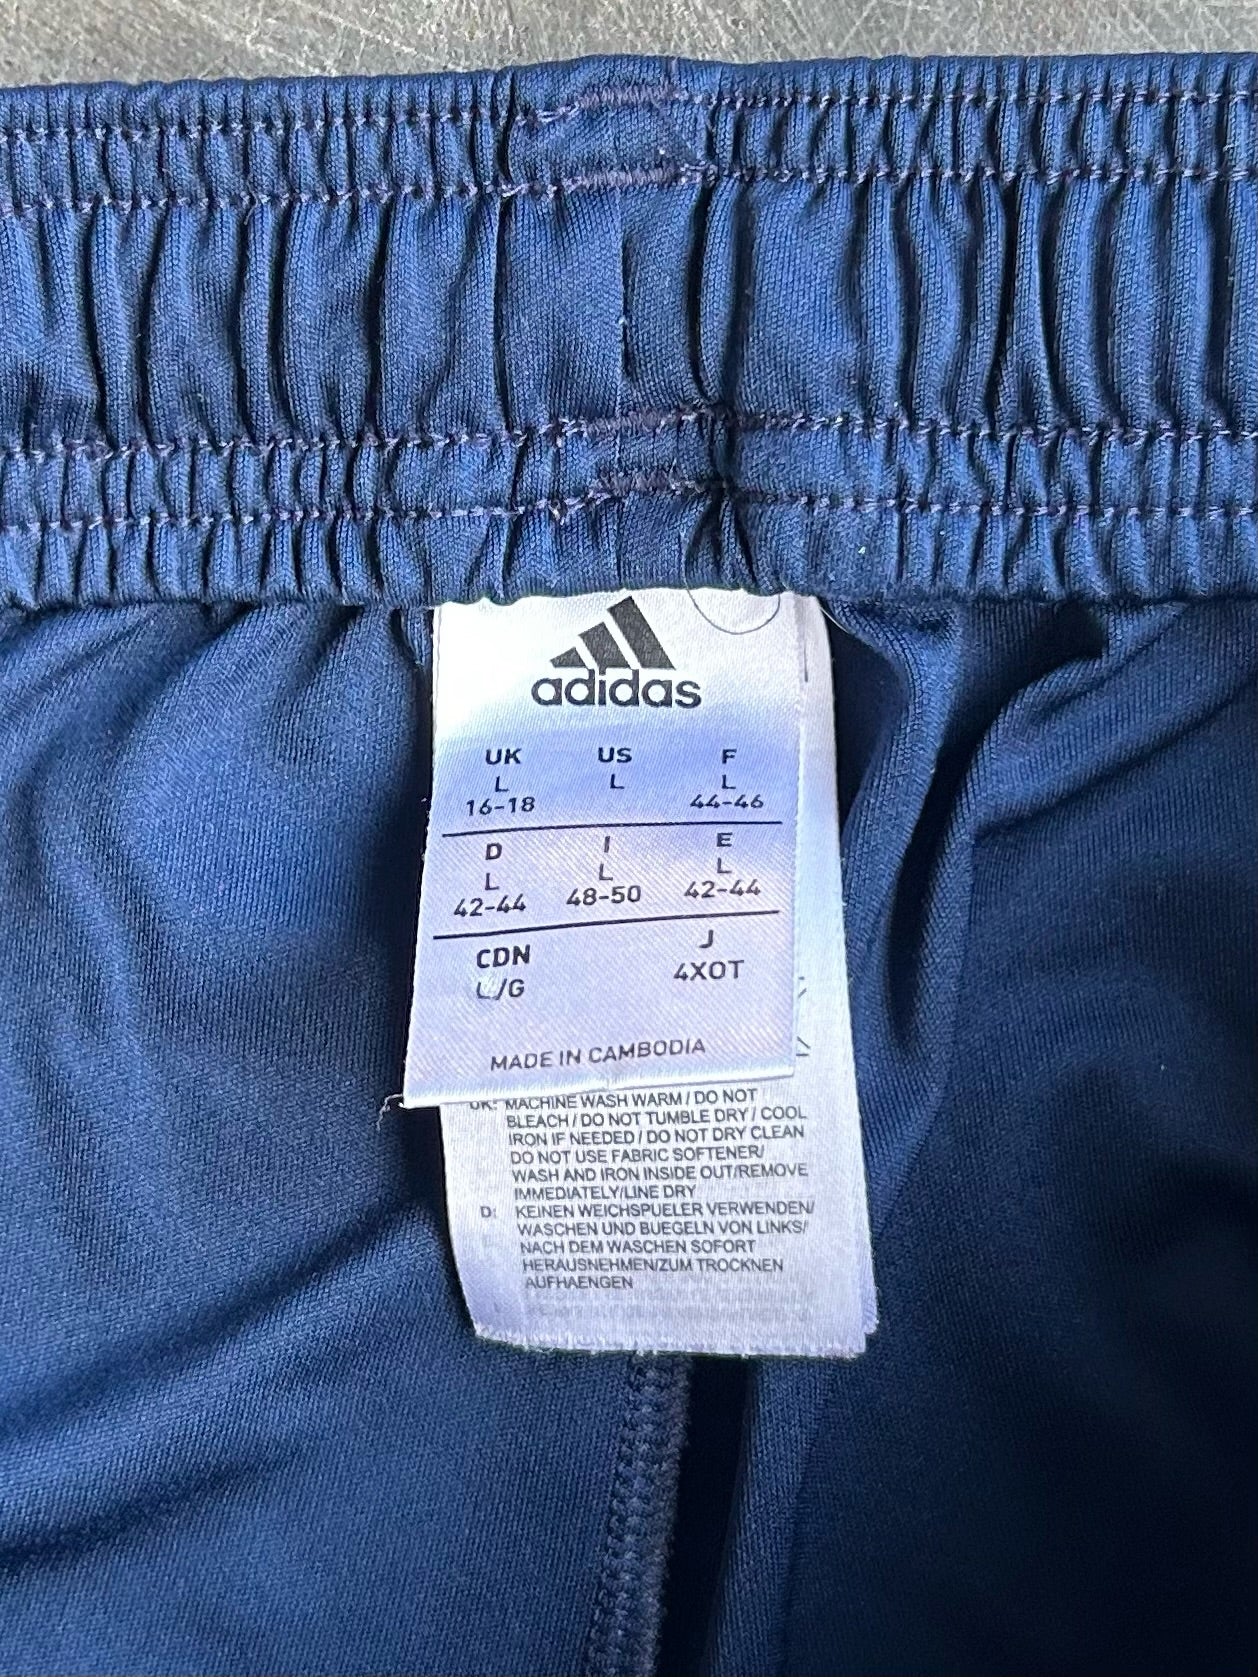 adidas
UK US F
L L L
16-18 44-46
D I E
L L L
42-44 48-50 42-44
CDN J
L/G 4XOT
MADE IN CAMBODIA
UK: MACHINE WASH WARM / DO NOT
BLEACH / DO NOT TUMBLE DRY / COOL
IRON IF NEEDED / DO NOT DRY CLEAN
DO NOT USE FABRIC SOFTENER/
WASH AND IRON INSIDE OUT/REMOVE
IMMEDIATELY/LINE DRY
D: KEINEN WEICHSPUELER VERWENDEN/
WASCHEN UND BUEGELN VON LINKS/
NACH DEM WASCHEN SOFORT
HERAUSNEHMEN/ZUM TROCKNEN
AUFHAENGEN